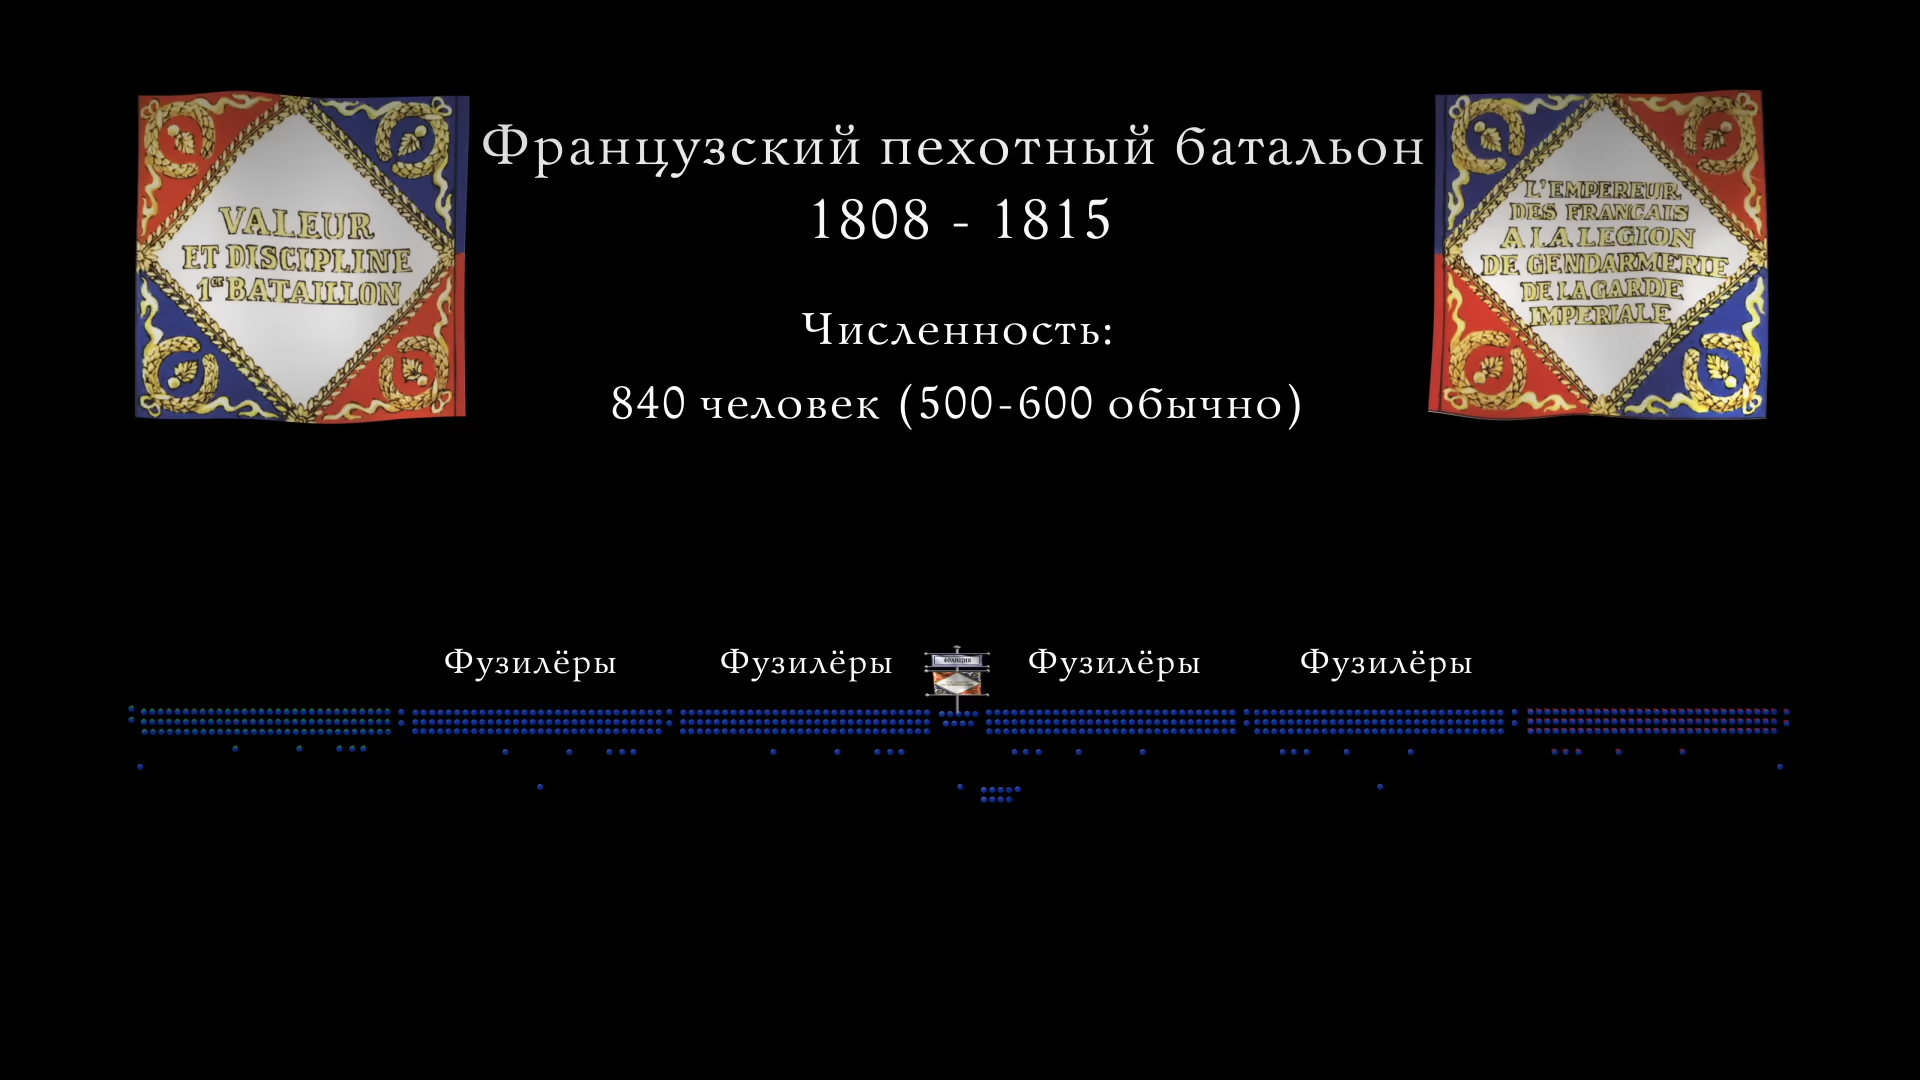 VALEUR
ET DISCIPLINE
1er BATAILLON
Французский пехотный батальон
1808 - 1815
L'EMPEREUR
DES FRANCAIS
A LA LEGION
DE GENDARMERIE
DE LA GARDE
IMPERIALE
Численность:
840 человек (500-600 обычно)
Фузилёры Фузилёры Фузилёры Фузилёры
ФРАНЦИЯ